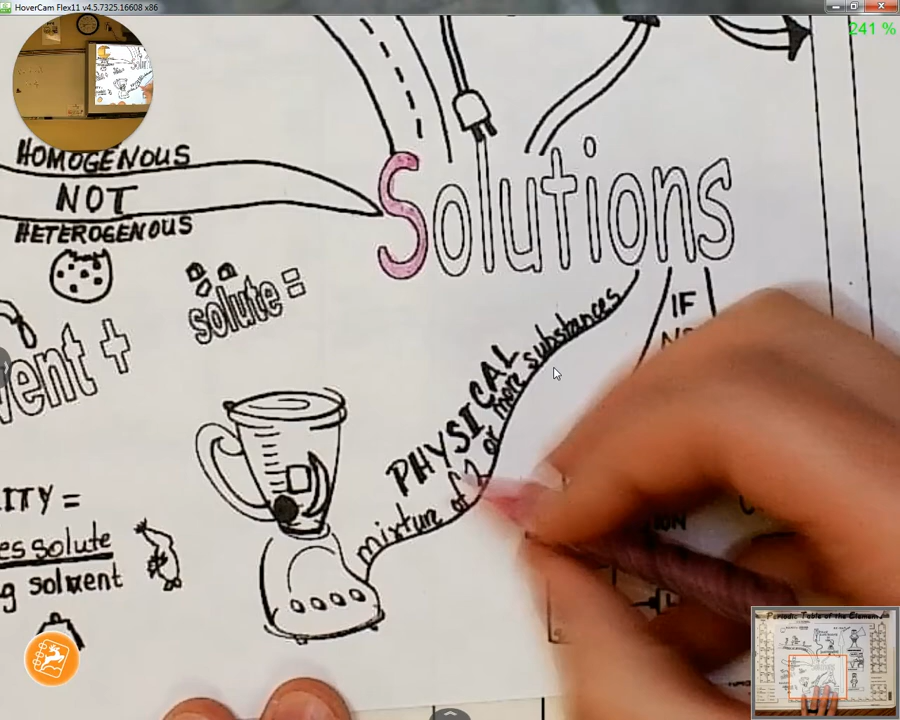 HoverCam Flex11 v4.5.7325.16608 x86
241 %
HOMOGENOUS
NOT
HETEROGENOUS
Solutions
solute =
vent +
IF
PHYSICAL
mixture of 2 or more substances
ITY =
es solute
g solvent
Periodic Table of the Elements